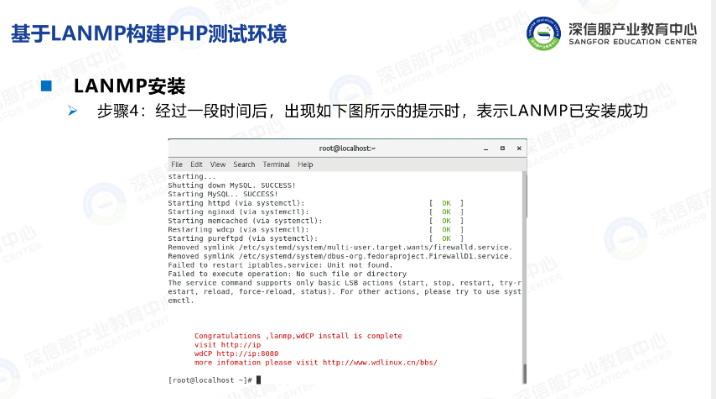 基于LANMP构建PHP测试环境
深信服产业教育中心
SANGFOR EDUCATION CENTER
LANMP安装
步骤4：经过一段时间后，出现如下图所示的提示时，表示LANMP已安装成功
root@localhost:~
File Edit View Search Terminal Help
starting...
Shutting down MySQL. SUCCESS!
Starting MySQL.. SUCCESS!
Starting httpd (via systemctl): [ OK ]
Starting nginxd (via systemctl): [ OK ]
Starting memcached (via systemctl): [ OK ]
Restarting wdcp (via systemctl): [ OK ]
Starting pureftpd (via systemctl): [ OK ]
Removed symlink /etc/systemd/system/multi-user.target.wants/firewalld.service.
Removed symlink /etc/systemd/system/dbus-org.fedoraproject.FirewallD1.service.
Failed to restart iptables.service: Unit not found.
Failed to execute operation: No such file or directory
The service command supports only basic LSB actions (start, stop, restart, try-r
estart, reload, force-reload, status). For other actions, please try to use syst
emctl.
Congratulations ,lanmp,wdCP install is complete
visit http://ip
wdCP http://ip:8080
more infomation please visit http://www.wdlinux.cn/bbs/
[root@localhost ~]#